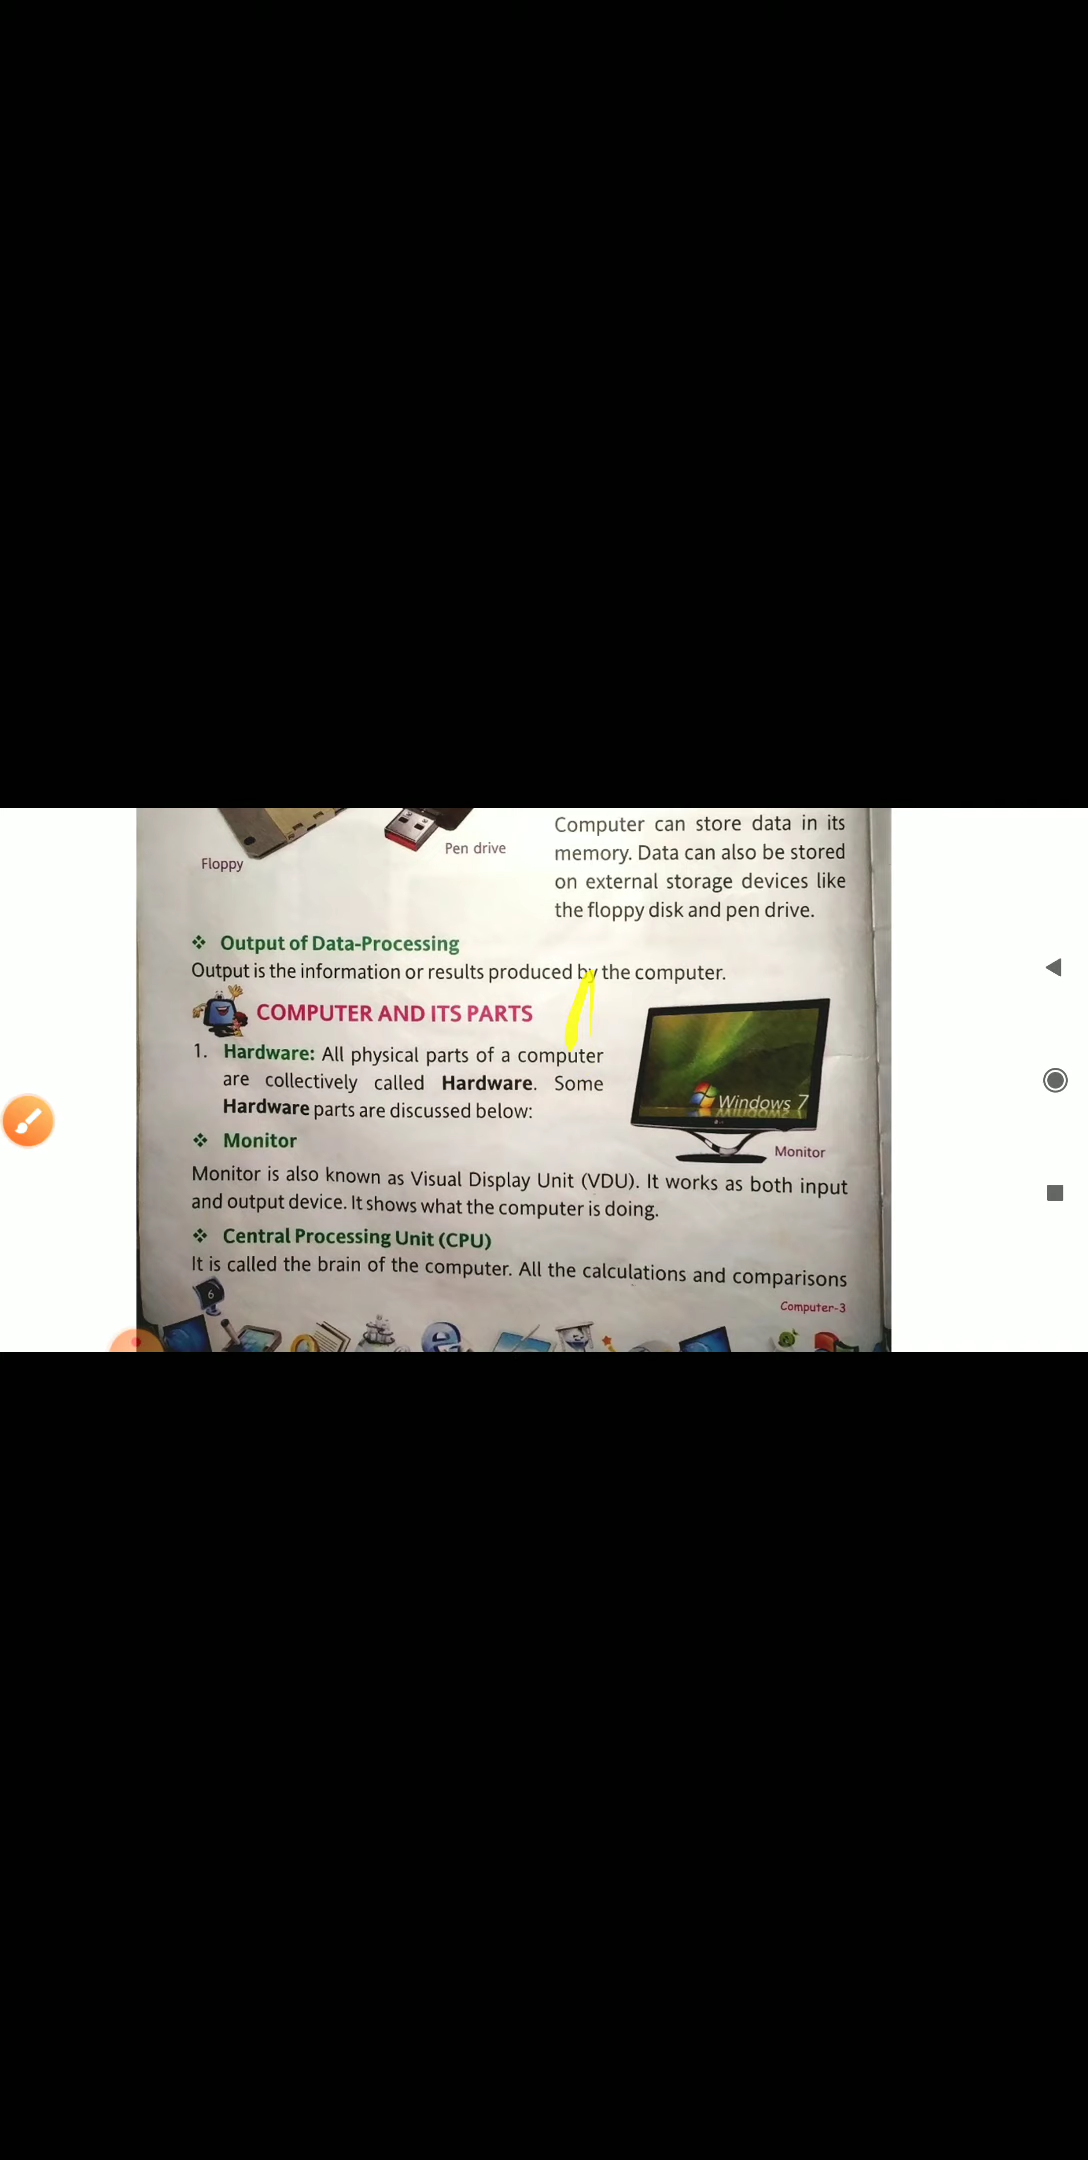 Computer can store data in its
memory. Data can also be stored
on external storage devices like
the floppy disk and pen drive.
Floppy
Pen drive
❖ Output of Data-Processing
Output is the information or results produced by the computer.
COMPUTER AND ITS PARTS
1. Hardware: All physical parts of a computer
are collectively called Hardware. Some
Hardware parts are discussed below:
Windows 7
Monitor
❖ Monitor
Monitor is also known as Visual Display Unit (VDU). It works as both input
and output device. It shows what the computer is doing.
❖ Central Processing Unit (CPU)
It is called the brain of the computer. All the calculations and comparisons
6
Computer-3